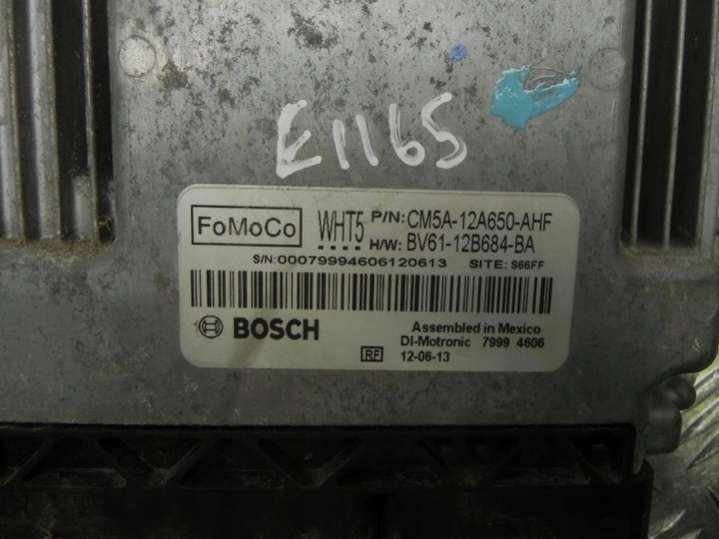 E1165
FoMoCo WHT5 P/N: CM5A-12A650-AHF
H/W: BV61-12B684-BA
S/N: 00079994606120613 SITE: S66FF
BOSCH Assembled in Mexico
DI-Motronic 7999 4606
RF 12-06-13